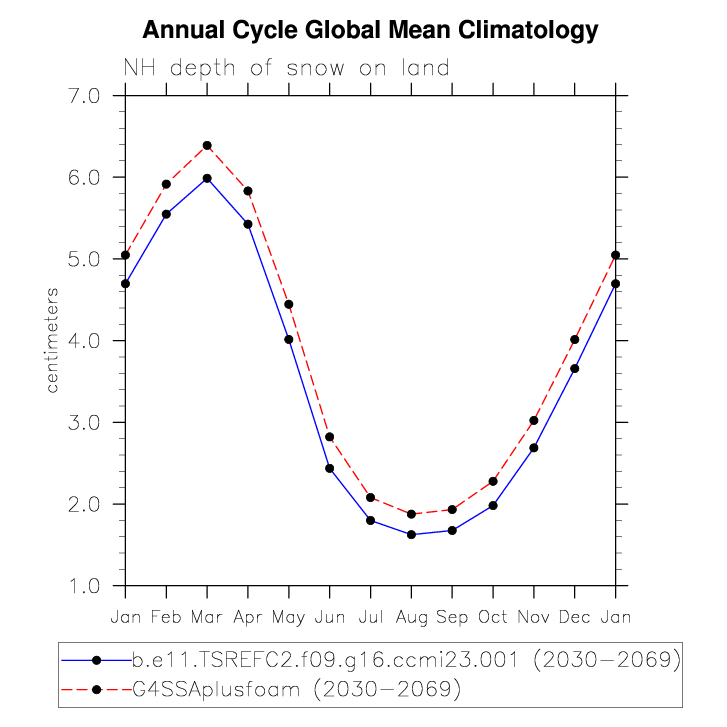 Annual Cycle Global Mean Climatology
NH depth of snow on land
7.0
6.0
5.0
4.0
3.0
2.0
1.0
centimeters
Jan Feb Mar Apr May Jun Jul Aug Sep Oct Nov Dec Jan
b.e11.TSREFC2.f09.g16.ccmi23.001 (2030-2069)
G4SSAplusfoam (2030-2069)